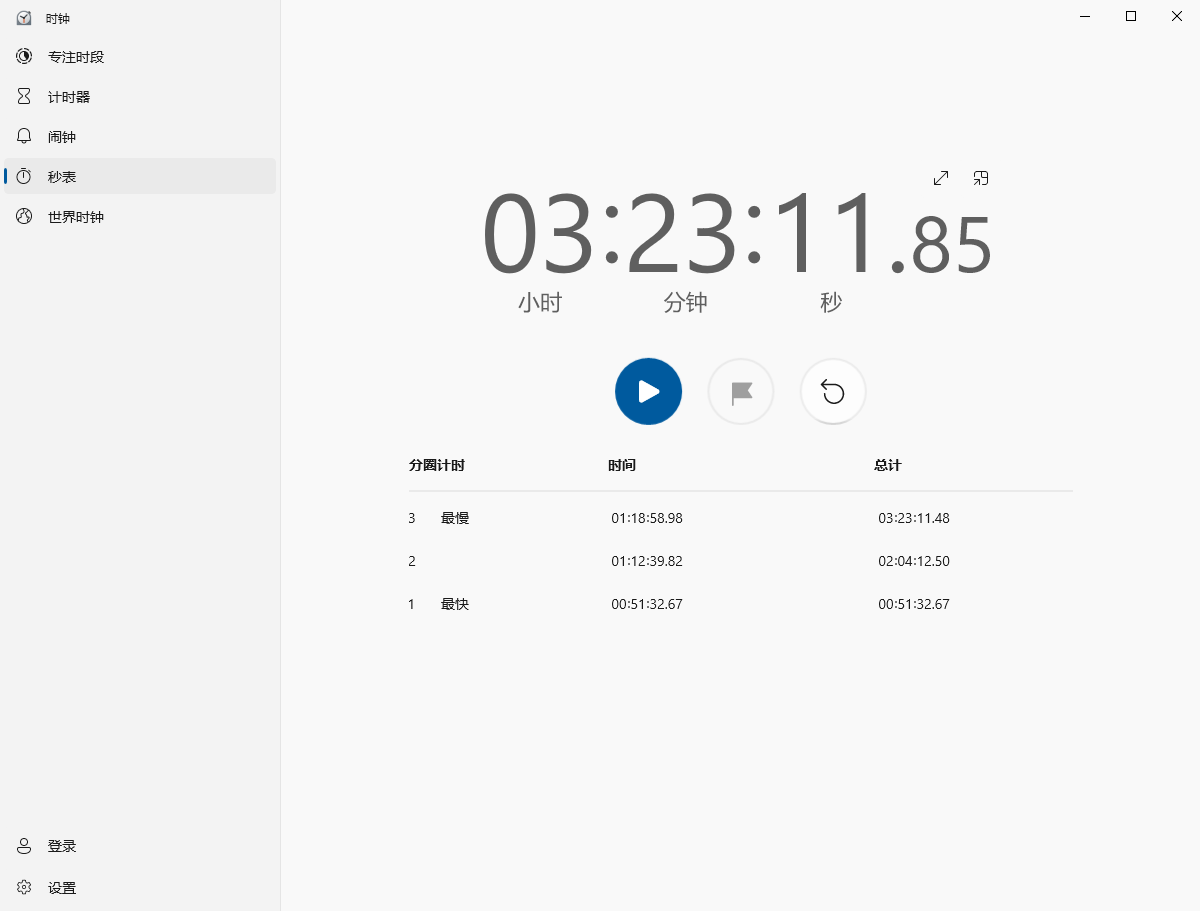 时钟
专注时段
计时器
闹钟
秒表
世界时钟
03:23:11.85
小时 分钟 秒
分圈计时 时间 总计
3 最慢 01:18:58.98 03:23:11.48
2 01:12:39.82 02:04:12.50
1 最快 00:51:32.67 00:51:32.67
登录
设置